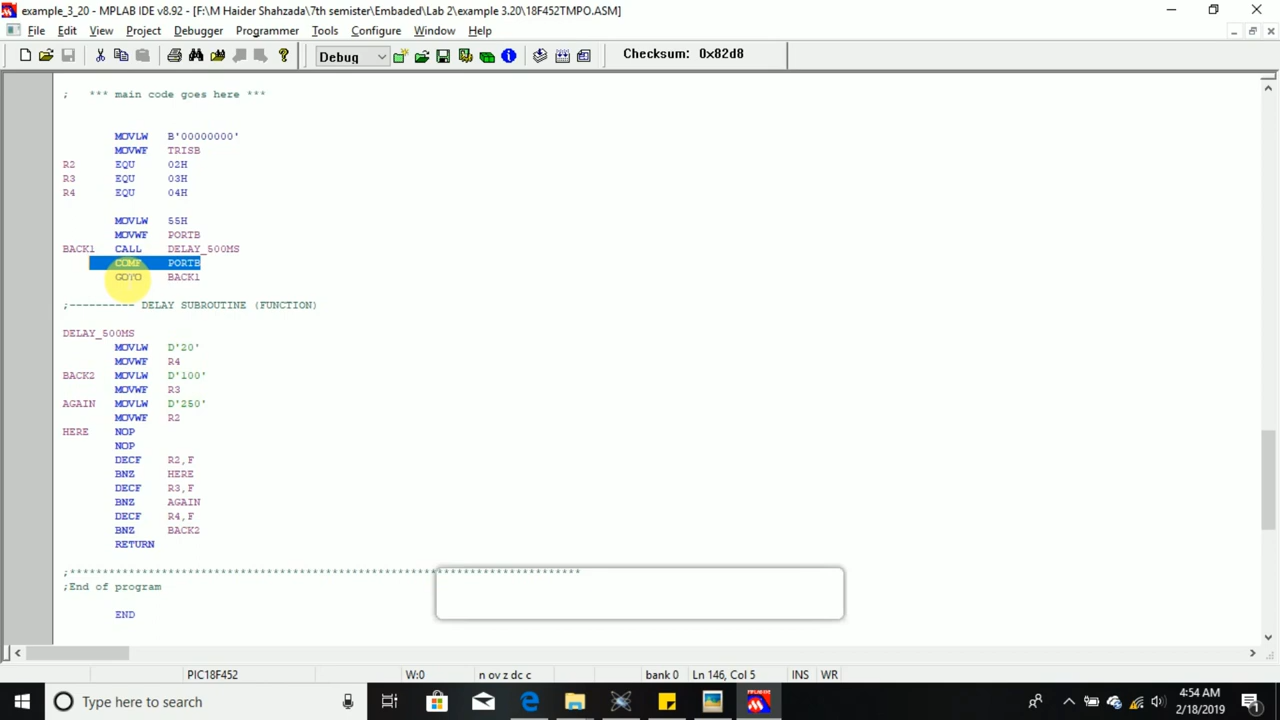 example_3_20 - MPLAB IDE v8.92 - [F:\M Haider Shahzada\7th semister\Embaded\Lab 2\example 3.20\18F452TMPO.ASM]
File Edit View Project Debugger Programmer Tools Configure Window Help
Debug Checksum: 0x82d8
; *** main code goes here ***
MOVLW B'00000000'
MOVWF TRISB
R2 EQU 02H
R3 EQU 03H
R4 EQU 04H
MOVLW 55H
MOVWF PORTB
BACK1 CALL DELAY_500MS
COMF PORTB
GOTO BACK1
;---------- DELAY SUBROUTINE (FUNCTION)
DELAY_500MS
MOVLW D'20'
MOVWF R4
BACK2 MOVLW D'100'
MOVWF R3
AGAIN MOVLW D'250'
MOVWF R2
HERE NOP
NOP
DECF R2,F
BNZ HERE
DECF R3,F
BNZ AGAIN
DECF R4,F
BNZ BACK2
RETURN
;******************************************************************************
;End of program
END
PIC18F452 W:0 n ov z dc c bank 0 Ln 146, Col 5 INS WR
Type here to search
4:54 AM
2/18/2019